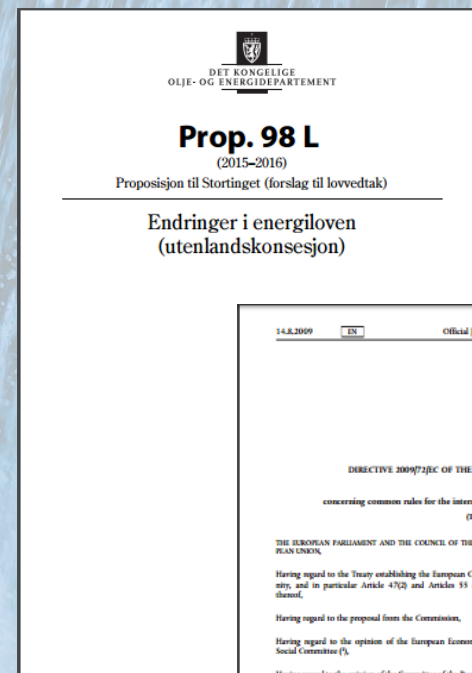 DET KONGELIGE
OLJE- OG ENERGIDEPARTEMENT
Prop. 98 L
(2015–2016)
Proposisjon til Stortinget (forslag til lovvedtak)
Endringer i energiloven
(utenlandskonsesjon)
14.8.2009 EN Official
DIRECTIVE 2009/72/EC OF THE
concerning common rules for the inter
THE EUROPEAN PARLIAMENT AND THE COUNCIL OF THE
PEAN UNION,
Having regard to the Treaty establishing the European C
nity, and in particular Article 47(2) and Articles 55
thereof,
Having regard to the proposal from the Commission,
Having regard to the opinion of the European Econom
Social Committee (¹),